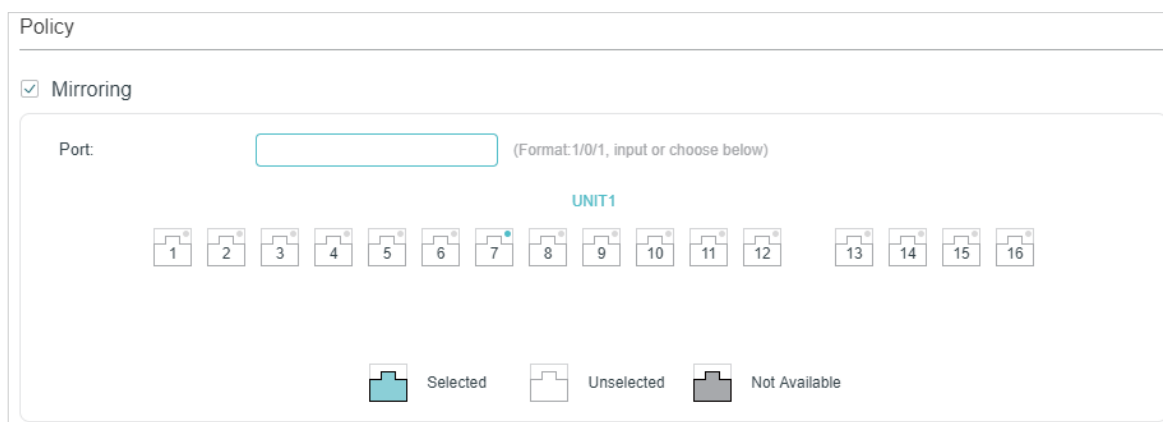 Policy
Mirroring
Port: (Format:1/0/1, input or choose below)
UNIT1
1 2 3 4 5 6 7 8 9 10 11 12 13 14 15 16
Selected Unselected Not Available